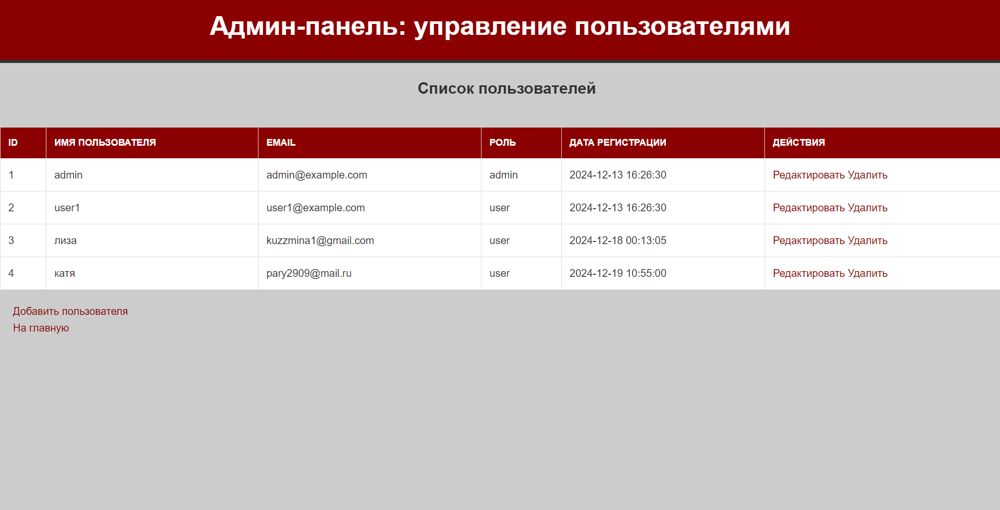 Админ-панель: управление пользователями
Список пользователей
ID ИМЯ ПОЛЬЗОВАТЕЛЯ EMAIL РОЛЬ ДАТА РЕГИСТРАЦИИ ДЕЙСТВИЯ
1 admin admin@example.com admin 2024-12-13 16:26:30 Редактировать Удалить
2 user1 user1@example.com user 2024-12-13 16:26:30 Редактировать Удалить
3 лиза kuzzmina1@gmail.com user 2024-12-18 00:13:05 Редактировать Удалить
4 катя pary2909@mail.ru user 2024-12-19 10:55:00 Редактировать Удалить
Добавить пользователя
На главную